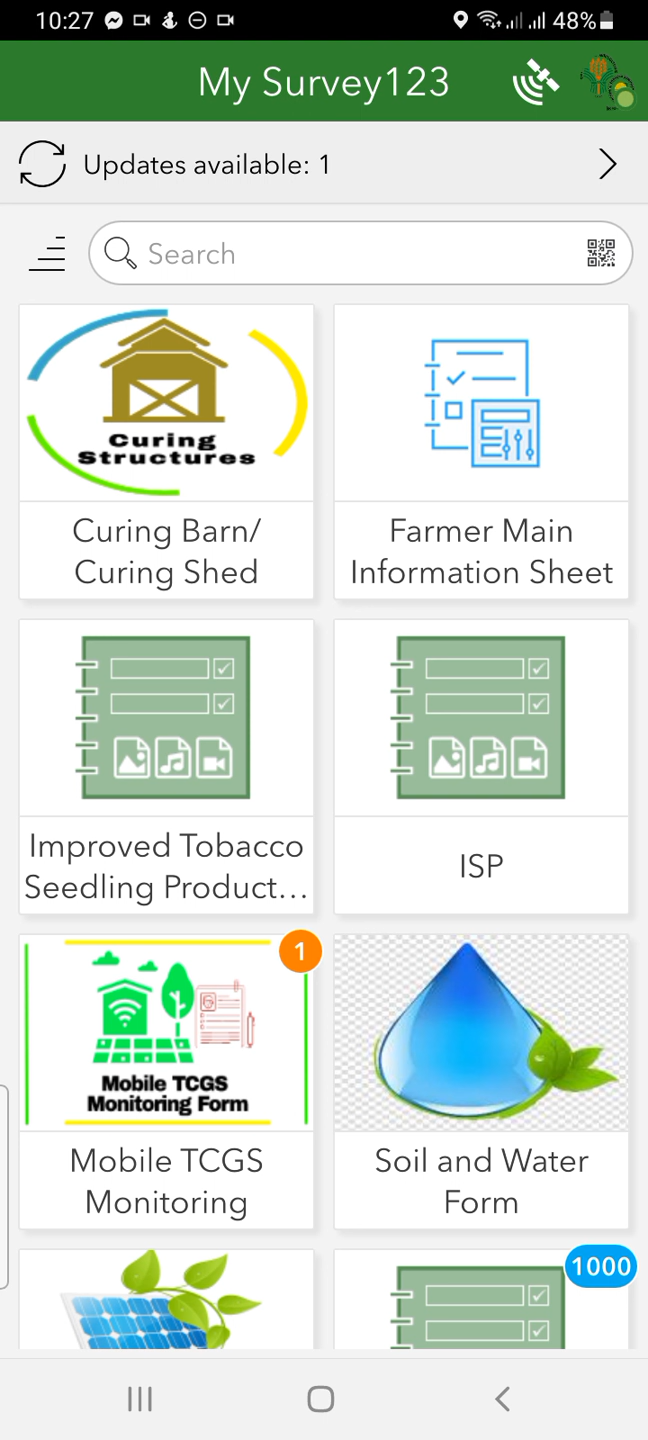 10:27
48%
My Survey123
Updates available: 1
Search
Curing
Structures
Curing Barn/
Curing Shed
Farmer Main
Information Sheet
Improved Tobacco
Seedling Product...
ISP
1
Mobile TCGS
Monitoring Form
Mobile TCGS
Monitoring
Soil and Water
Form
1000